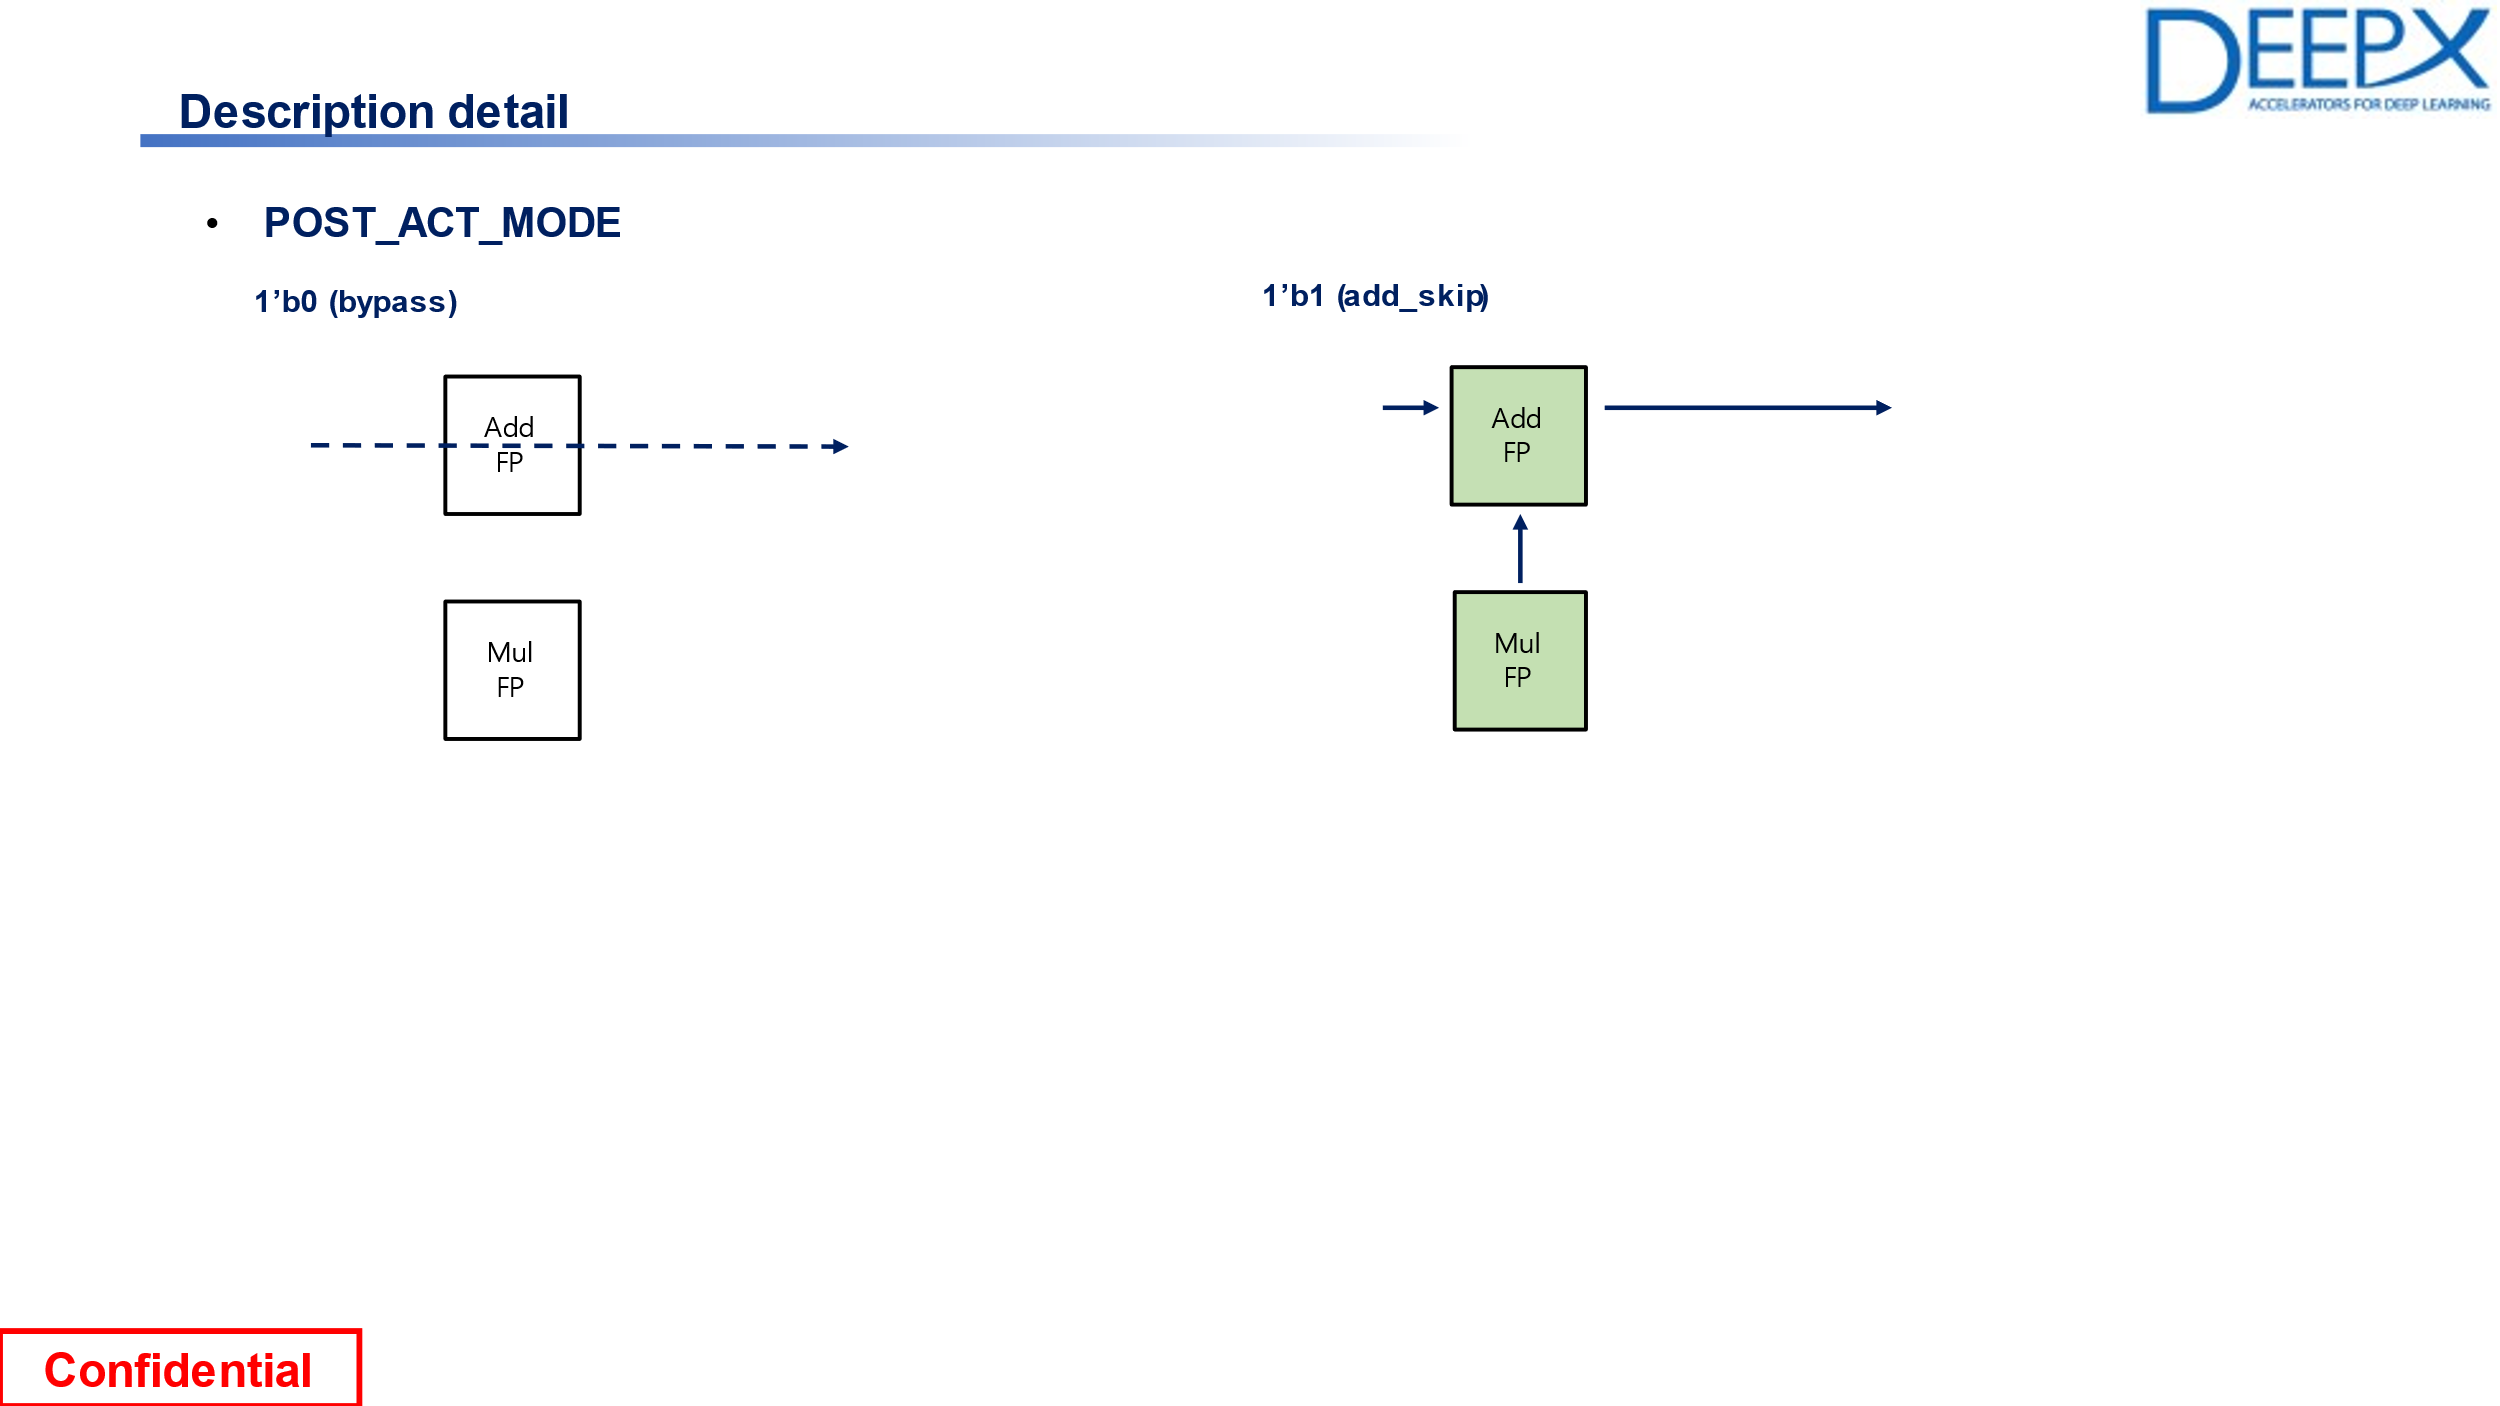 DEEPX
ACCELERATORS FOR DEEP LEARNING
Description detail
• POST_ACT_MODE
1’b0 (bypass)
1’b1 (add_skip)
Add
FP
Mul
FP
Add
FP
Mul
FP
Confidential